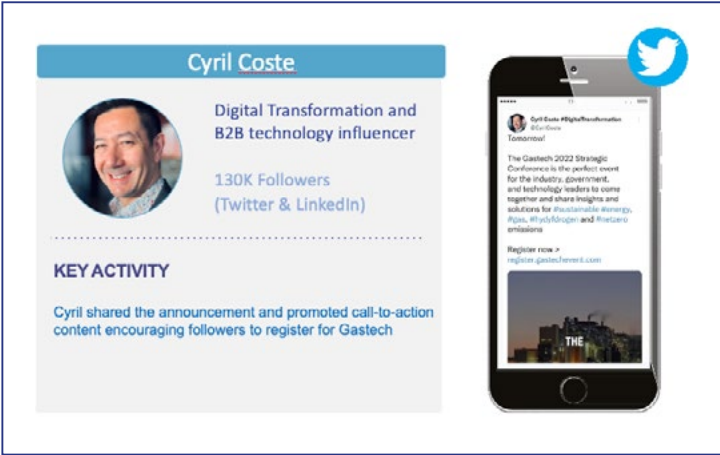 Cyril Coste
Digital Transformation and
B2B technology influencer
130K Followers
(Twitter & LinkedIn)
KEY ACTIVITY
Cyril shared the announcement and promoted call-to-action
content encouraging followers to register for Gastech
Cyril Coste #DigitalTransformation
@CyrilCoste
Tomorrow!
The Gastech 2022 Strategic
Conference is the perfect event
for the industry, government,
and technology leaders to come
together and share insights and
solutions for #sustainable #energy,
#gas, #hydyfdrogen and #netzero
emissions
Register now >
register.gastechevent.com
THE